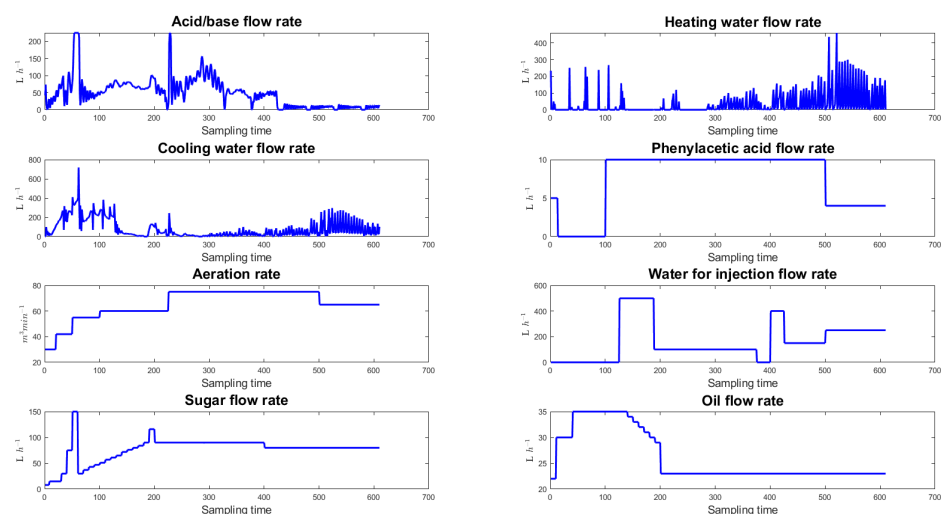 Acid/base flow rate
L h⁻¹
200
150
100
50
0
0 100 200 300 400 500 600 700
Sampling time
Heating water flow rate
L h⁻¹
400
300
200
100
0
0 100 200 300 400 500 600 700
Sampling time
Cooling water flow rate
L h⁻¹
800
600
400
200
0
0 100 200 300 400 500 600 700
Sampling time
Phenylacetic acid flow rate
L h⁻¹
10
5
0
0 100 200 300 400 500 600 700
Sampling time
Aeration rate
m³min⁻¹
80
60
40
20
0 100 200 300 400 500 600 700
Sampling time
Water for injection flow rate
L h⁻¹
600
400
200
0
0 100 200 300 400 500 600 700
Sampling time
Sugar flow rate
L h⁻¹
150
100
50
0
0 100 200 300 400 500 600 700
Sampling time
Oil flow rate
L h⁻¹
35
30
25
20
0 100 200 300 400 500 600 700
Sampling time